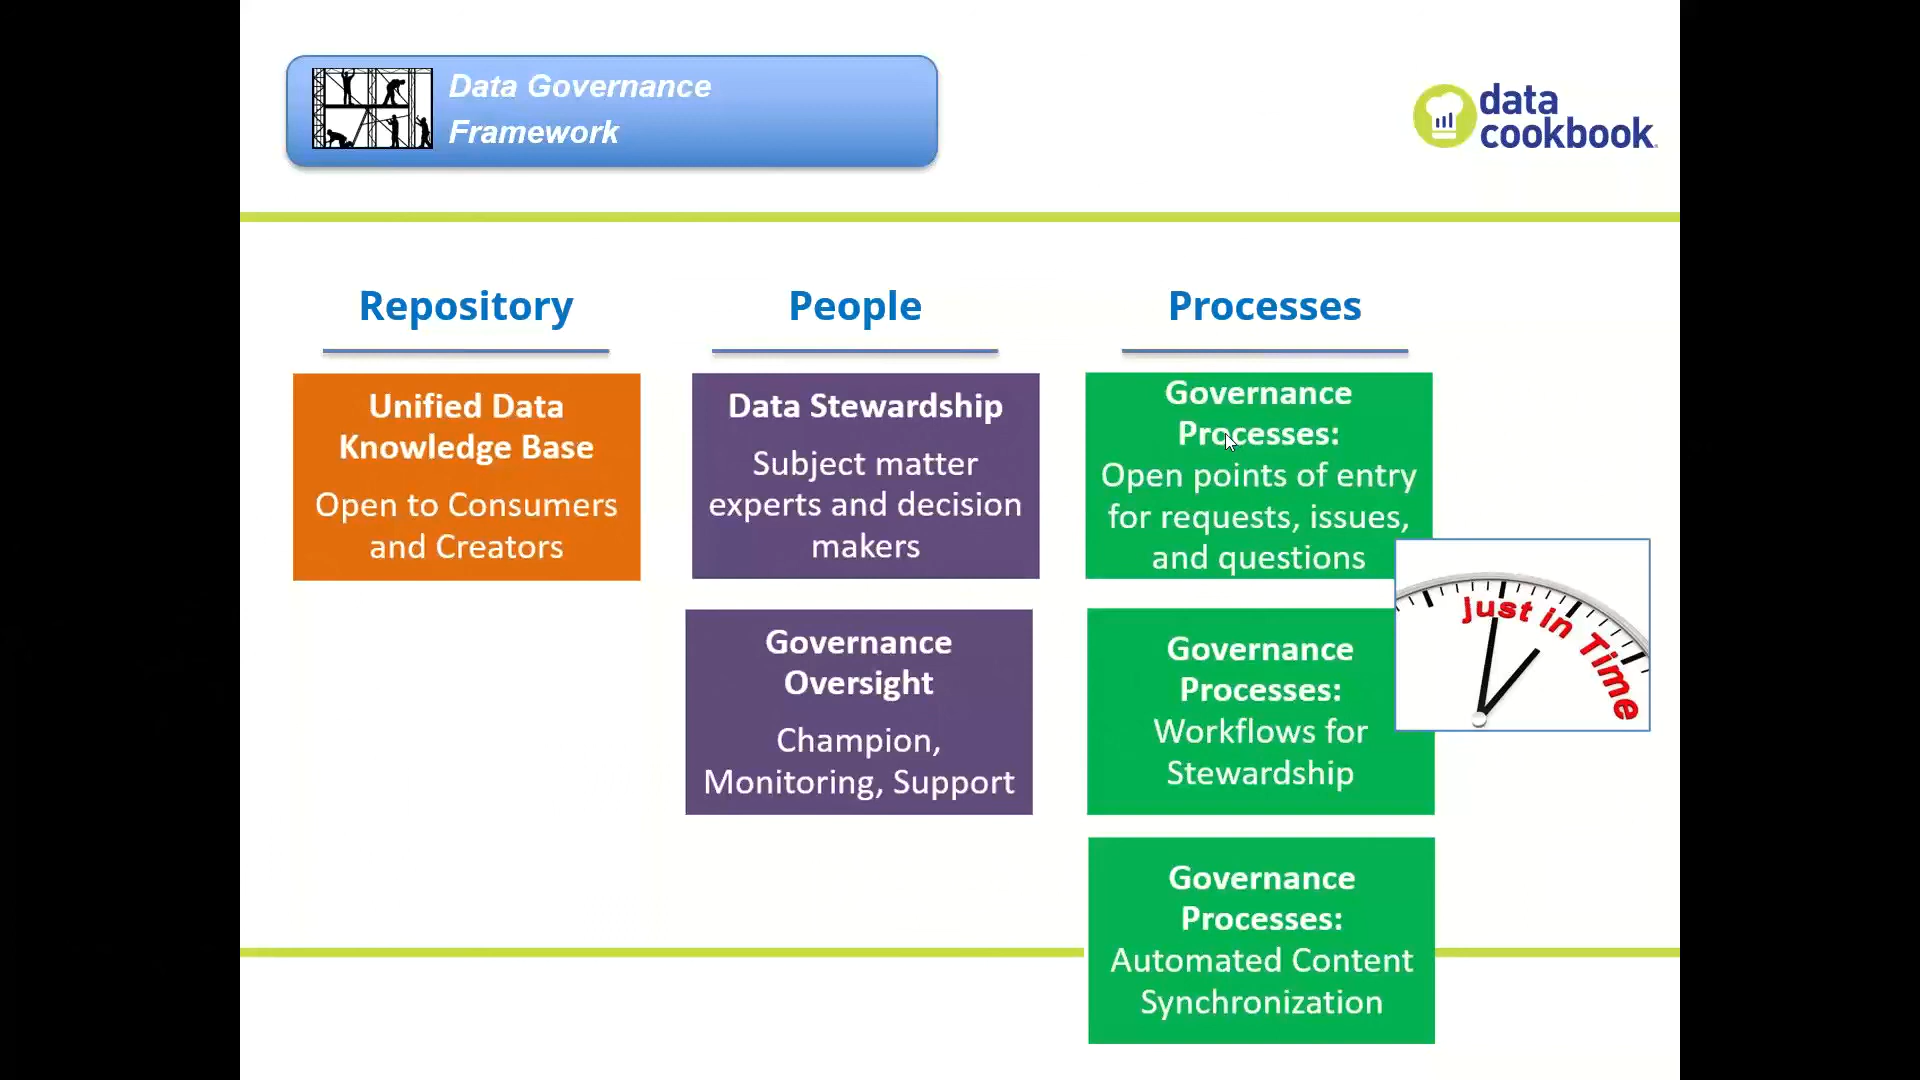 Data Governance
Framework
data
cookbook
Repository
People
Processes
Unified Data
Knowledge Base
Open to Consumers
and Creators
Data Stewardship
Subject matter
experts and decision
makers
Governance
Oversight
Champion,
Monitoring, Support
Governance
Processes:
Open points of entry
for requests, issues,
and questions
Governance
Processes:
Workflows for
Stewardship
Just in Time
Governance
Processes:
Automated Content
Synchronization